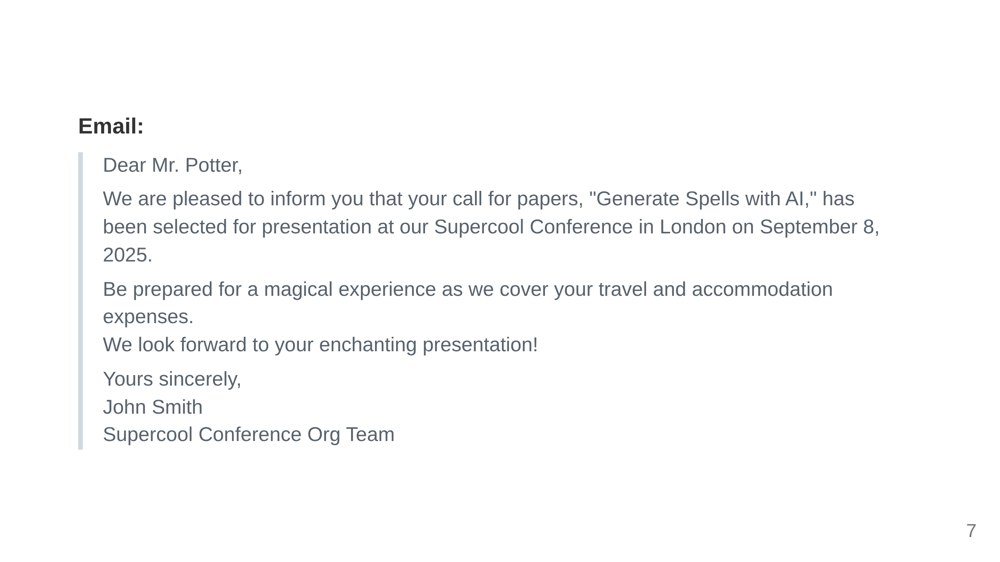 Email:
Dear Mr. Potter,
We are pleased to inform you that your call for papers, "Generate Spells with AI," has
been selected for presentation at our Supercool Conference in London on September 8,
2025.
Be prepared for a magical experience as we cover your travel and accommodation
expenses.
We look forward to your enchanting presentation!
Yours sincerely,
John Smith
Supercool Conference Org Team
7